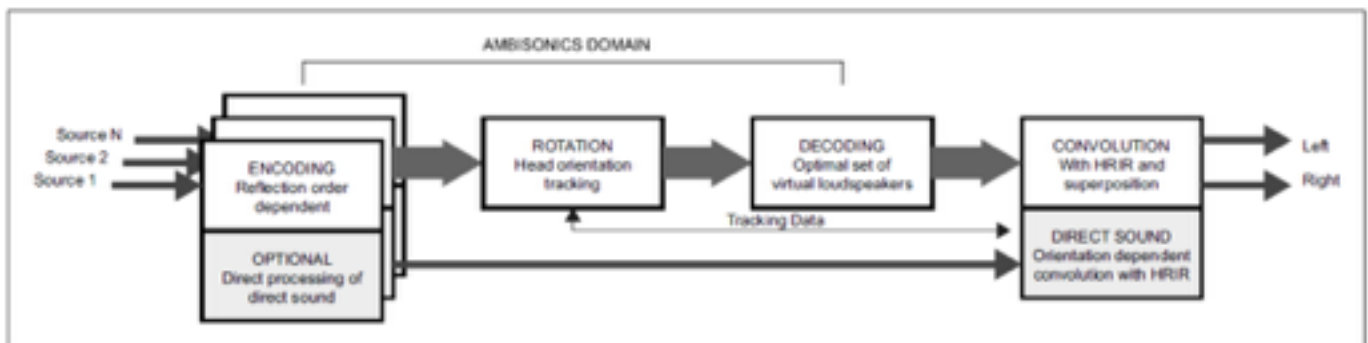 AMBISONICS DOMAIN
Source N
Source 2
Source 1
ENCODING
Reflection order
dependent
OPTIONAL
Direct processing of
direct sound
ROTATION
Head orientation
tracking
DECODING
Optimal set of
virtual loudspeakers
Tracking Data
CONVOLUTION
With HRIR and
superposition
DIRECT SOUND
Orientation dependent
convolution with HRIR
Left
Right